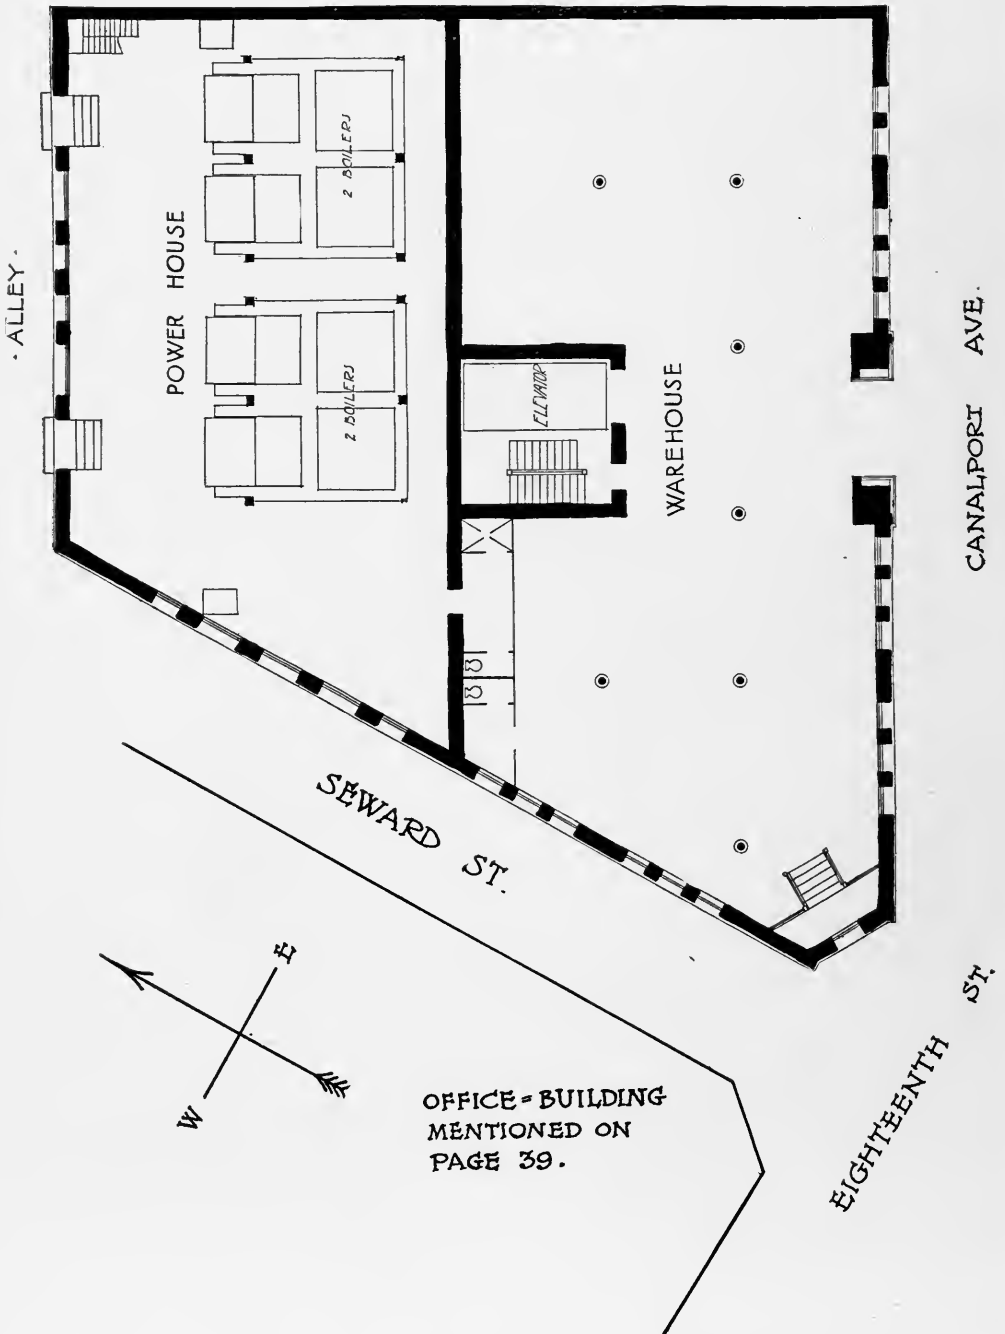 · ALLEY ·
POWER HOUSE
2 BOILERS
2 BOILERS
ELEVATOR
WAREHOUSE
CANALPORT AVE.
SEWARD ST.
E
W
OFFICE=BUILDING
MENTIONED ON
PAGE 39.
EIGHTEENTH ST.